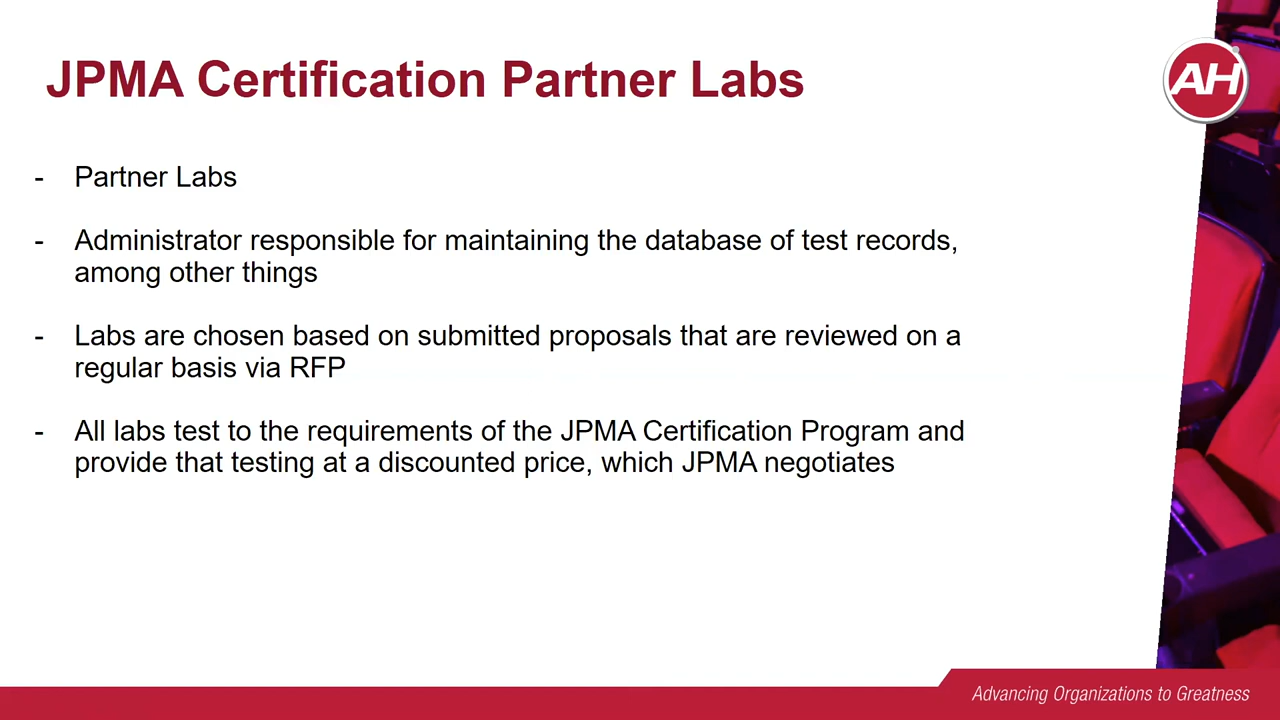 JPMA Certification Partner Labs
AH
- Partner Labs
- Administrator responsible for maintaining the database of test records,
among other things
- Labs are chosen based on submitted proposals that are reviewed on a
regular basis via RFP
- All labs test to the requirements of the JPMA Certification Program and
provide that testing at a discounted price, which JPMA negotiates
Advancing Organizations to Greatness